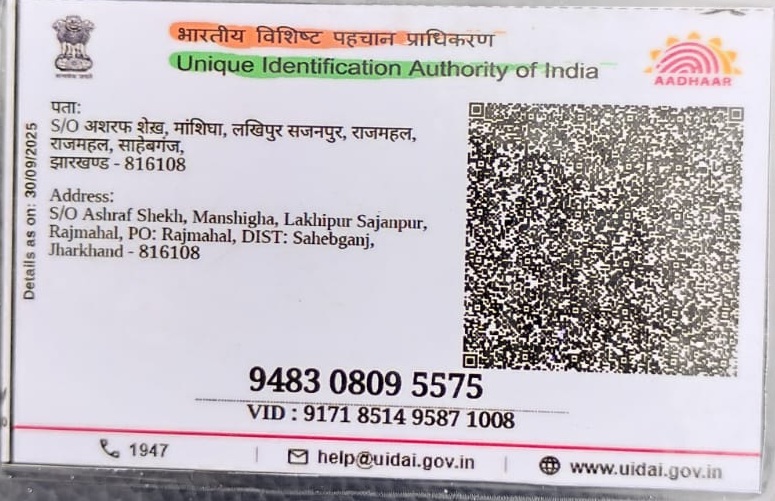 भारतीय विशिष्ट पहचान प्राधिकरण
Unique Identification Authority of India
AADHAAR
Details as on: 30/09/2025
पता:
S/O अशरफ शेख, मांशिघा, लखिपुर सजनपुर, राजमहल,
राजमहल, साहेबगंज,
झारखण्ड - 816108
Address:
S/O Ashraf Shekh, Manshigha, Lakhipur Sajanpur,
Rajmahal, PO: Rajmahal, DIST: Sahebganj,
Jharkhand - 816108
9483 0809 5575
VID : 9171 8514 9587 1008
1947
help@uidai.gov.in
www.uidai.gov.in